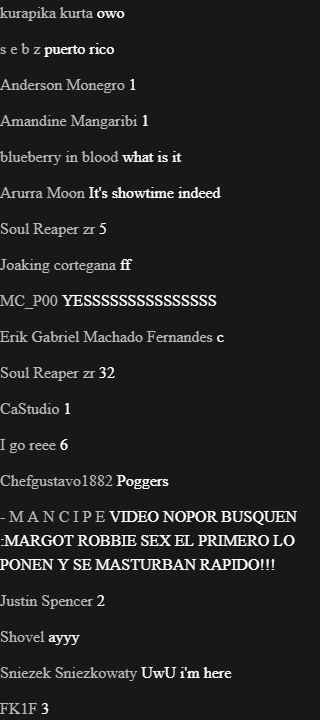 kurapika kurta owo
s e b z puerto rico
Anderson Monegro 1
Amandine Mangaribi 1
blueberry in blood what is it
Arurra Moon It's showtime indeed
Soul Reaper zr 5
Joaking cortegana ff
MC_P00 YESSSSSSSSSSSSSSS
Erik Gabriel Machado Fernandes c
Soul Reaper zr 32
CaStudio 1
I go reee 6
Chefgustavo1882 Poggers
- M A N C I P E VIDEO NOPOR BUSQUEN
:MARGOT ROBBIE SEX EL PRIMERO LO
PONEN Y SE MASTURBAN RAPIDO!!!
Justin Spencer 2
Shovel ayyy
Sniezek Sniezkowaty UwU i'm here
FK1F 3